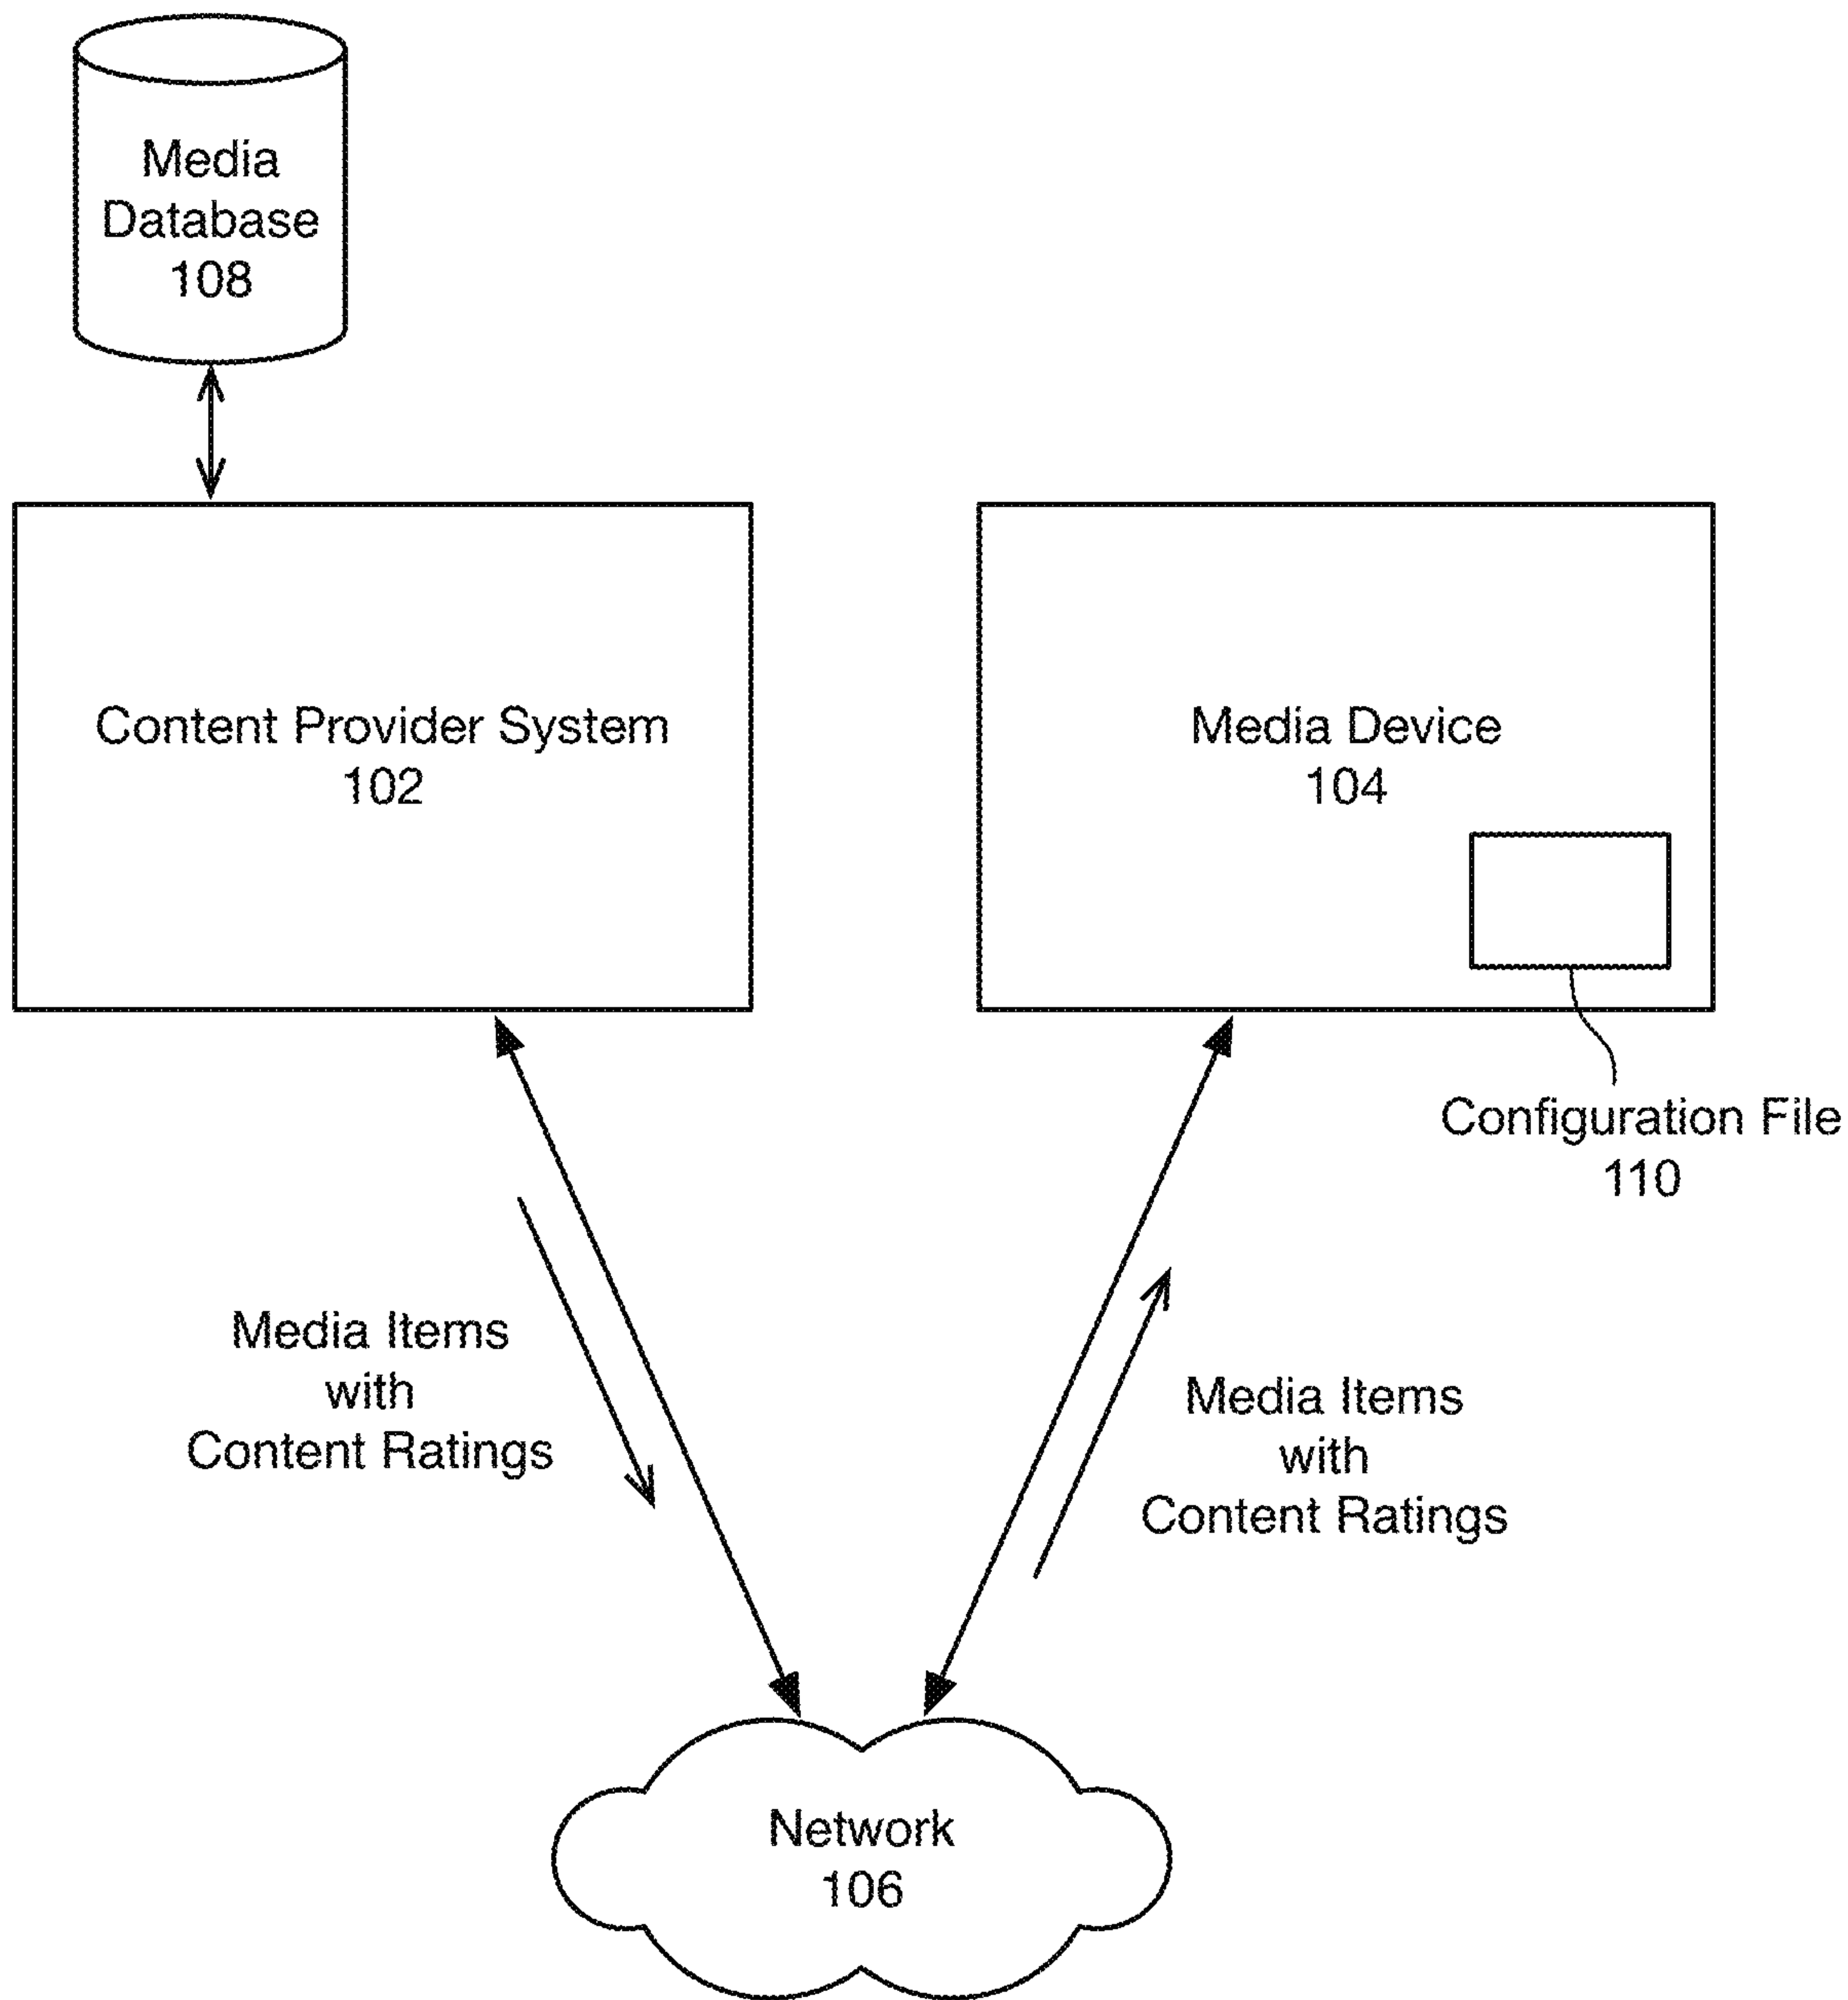 Media
Database
108
Content Provider System
102
Media Device
104
Configuration File
110
Media Items
with
Content Ratings
Media Items
with
Content Ratings
Network
106